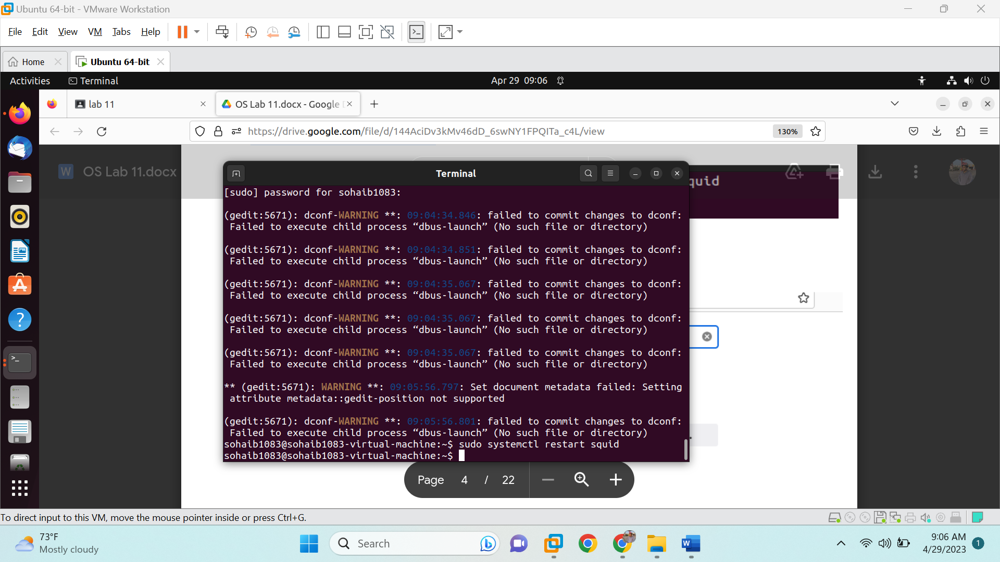 Ubuntu 64-bit - VMware Workstation
File Edit View VM Tabs Help
Home
Ubuntu 64-bit
Activities
Terminal
Apr 29 09:06
lab 11
OS Lab 11.docx - Google
https://drive.google.com/file/d/144AciDv3kMv46dD_6swNY1FPQITa_c4L/view
130%
W OS Lab 11.docx
quid
Terminal
[sudo] password for sohaib1083:
(gedit:5671): dconf-WARNING **: 09:04:34.846: failed to commit changes to dconf:
Failed to execute child process “dbus-launch” (No such file or directory)
(gedit:5671): dconf-WARNING **: 09:04:34.851: failed to commit changes to dconf:
Failed to execute child process “dbus-launch” (No such file or directory)
(gedit:5671): dconf-WARNING **: 09:04:35.067: failed to commit changes to dconf:
Failed to execute child process “dbus-launch” (No such file or directory)
(gedit:5671): dconf-WARNING **: 09:04:35.067: failed to commit changes to dconf:
Failed to execute child process “dbus-launch” (No such file or directory)
(gedit:5671): dconf-WARNING **: 09:04:35.067: failed to commit changes to dconf:
Failed to execute child process “dbus-launch” (No such file or directory)
** (gedit:5671): WARNING **: 09:05:56.797: Set document metadata failed: Setting
attribute metadata::gedit-position not supported
(gedit:5671): dconf-WARNING **: 09:05:56.801: failed to commit changes to dconf:
Failed to execute child process “dbus-launch” (No such file or directory)
sohaib1083@sohaib1083-virtual-machine:~$ sudo systemctl restart squid
sohaib1083@sohaib1083-virtual-machine:~$
Page 4 / 22
To direct input to this VM, move the mouse pointer inside or press Ctrl+G.
73°F
Mostly cloudy
Search
9:06 AM
4/29/2023
1